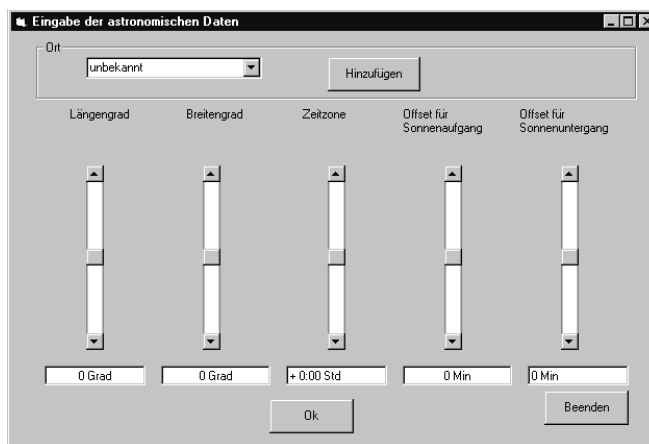 Eingabe der astronomischen Daten
Ort
unbekannt
Hinzufügen
Längengrad
Breitengrad
Zeitzone
Offset für
Sonnenaufgang
Offset für
Sonnenuntergang
0 Grad
0 Grad
+ 0:00 Std
0 Min
0 Min
Ok
Beenden